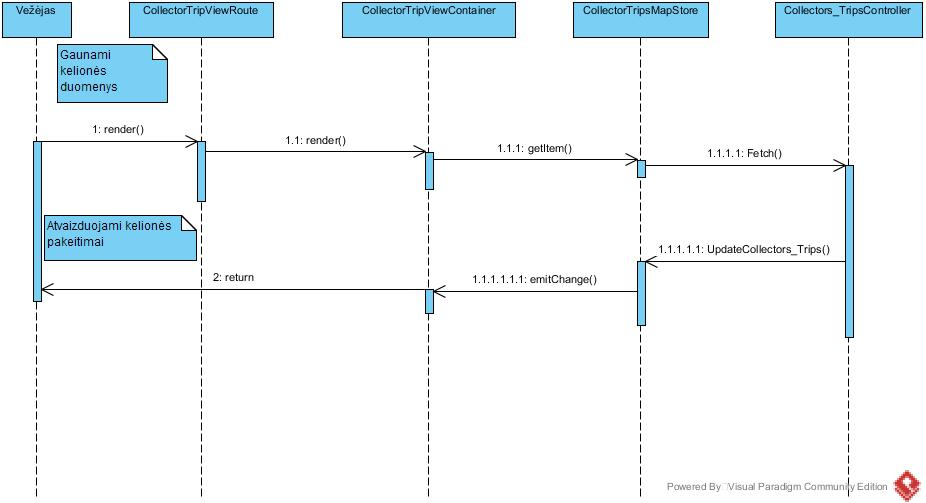 Vežėjas
CollectorTripViewRoute
CollectorTripViewContainer
CollectorTripsMapStore
Collectors_TripsController
Gaunami
kelionės
duomenys
1: render()
1.1: render()
1.1.1: getItem()
1.1.1.1: Fetch()
Atvaizduojami kelionės
pakeitimai
1.1.1.1.1: UpdateCollectors_Trips()
2: return
1.1.1.1.1.1: emitChange()
Powered By Visual Paradigm Community Edition